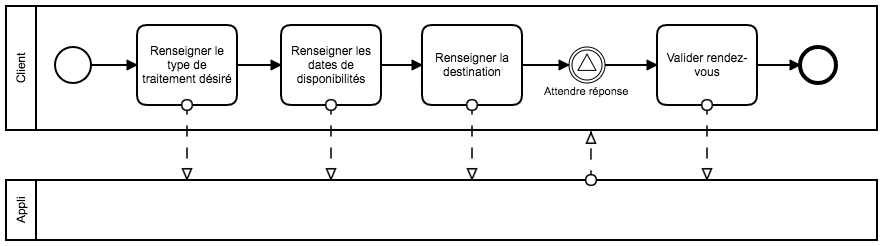 Client
Renseigner le
type de
traitement désiré
Renseigner les
dates de
disponibilités
Renseigner la
destination
Attendre réponse
Valider rendez-
vous
Appli